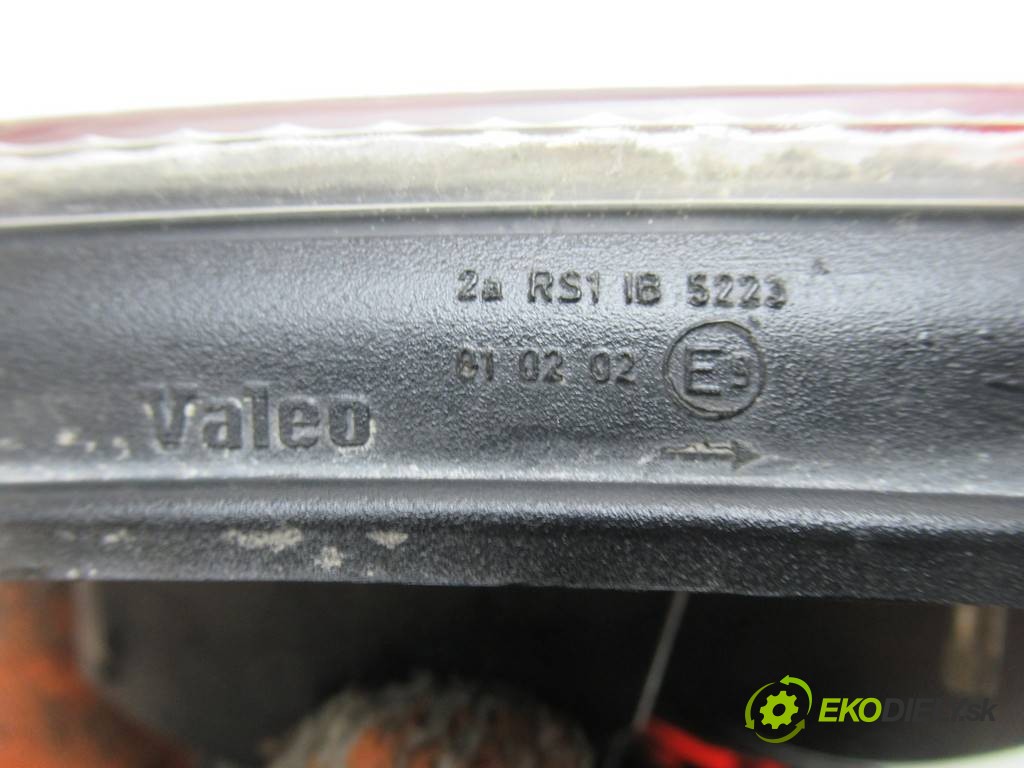 2a RS1 IB 5223
01 02 02 E9
Valeo
EKODIELY.sk